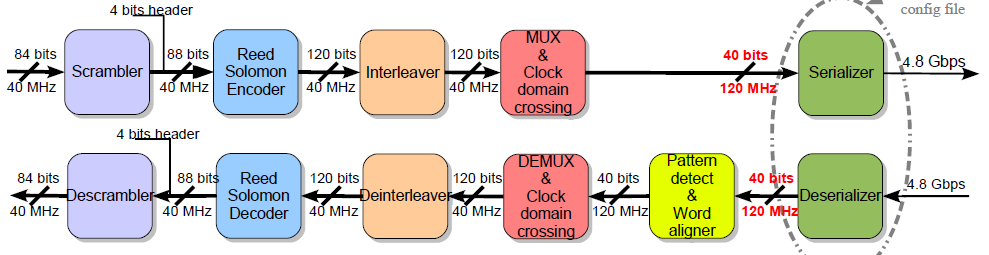 config file
4 bits header
84 bits
40 MHz
Scrambler
88 bits
40 MHz
Reed
Solomon
Encoder
120 bits
40 MHz
Interleaver
120 bits
40 MHz
MUX
&
Clock
domain
crossing
40 bits
120 MHz
Serializer
4.8 Gbps
4 bits header
84 bits
40 MHz
Descrambler
88 bits
40 MHz
Reed
Solomon
Decoder
120 bits
40 MHz
Deinterleaver
120 bits
40 MHz
DEMUX
&
Clock
domain
crossing
40 bits
120 MHz
Pattern
detect
&
Word
aligner
40 bits
120 MHz
Deserializer
4.8 Gbps